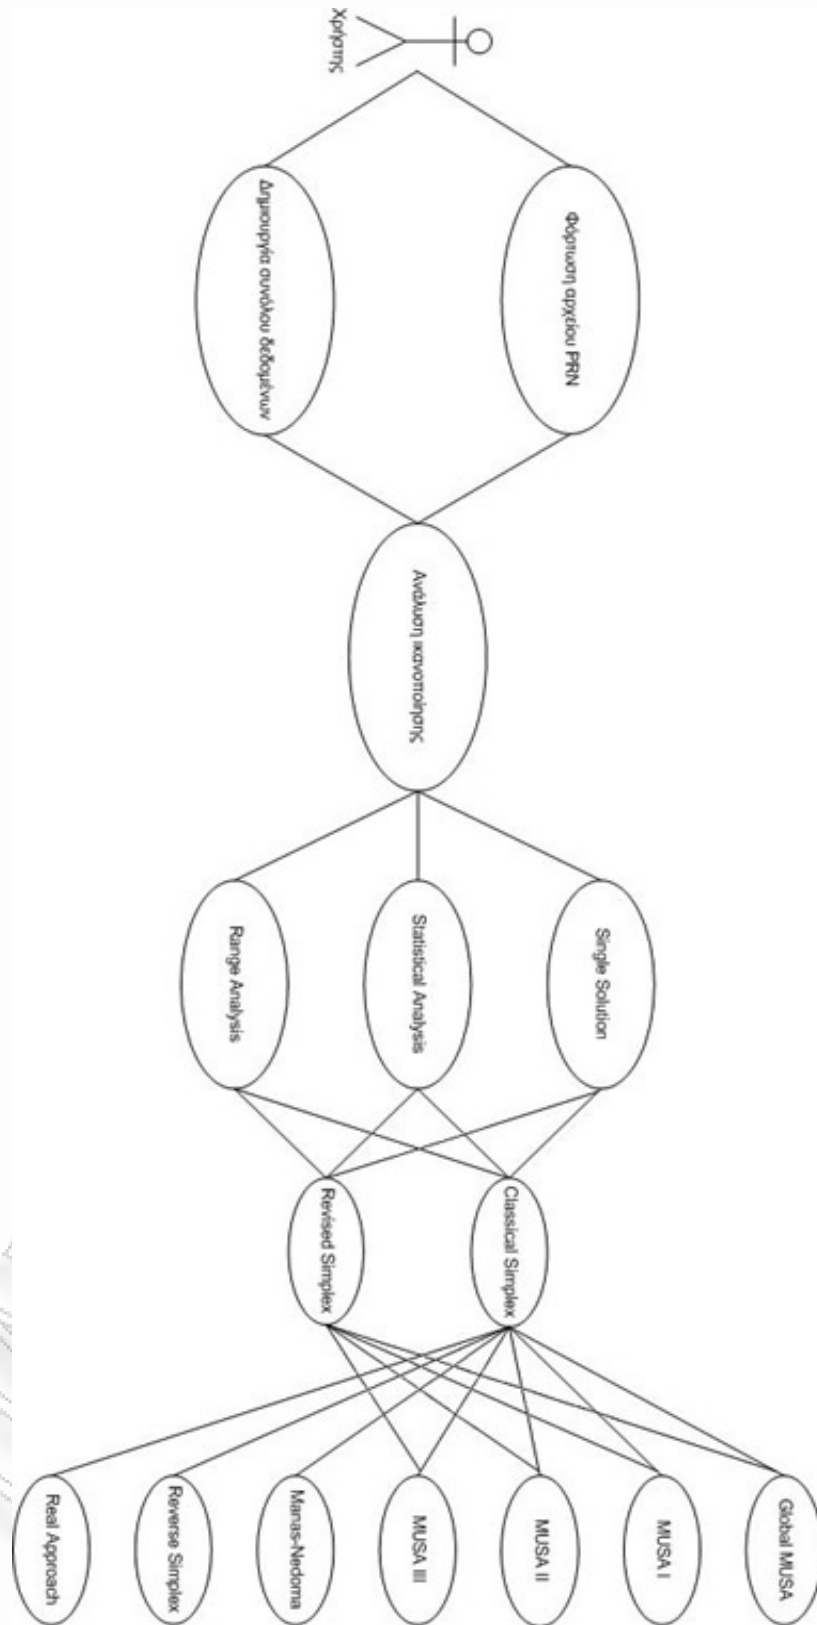 Χρήστης
Φόρτωση αρχείου PRN
Δημιουργία συνόλου δεδομένων
Ανάλυση ικανοποίησης
Single Solution
Statistical Analysis
Range Analysis
Classical Simplex
Revised Simplex
Global MUSA
MUSA I
MUSA II
MUSA III
Manas-Nedoma
Reverse Simplex
Real Approach